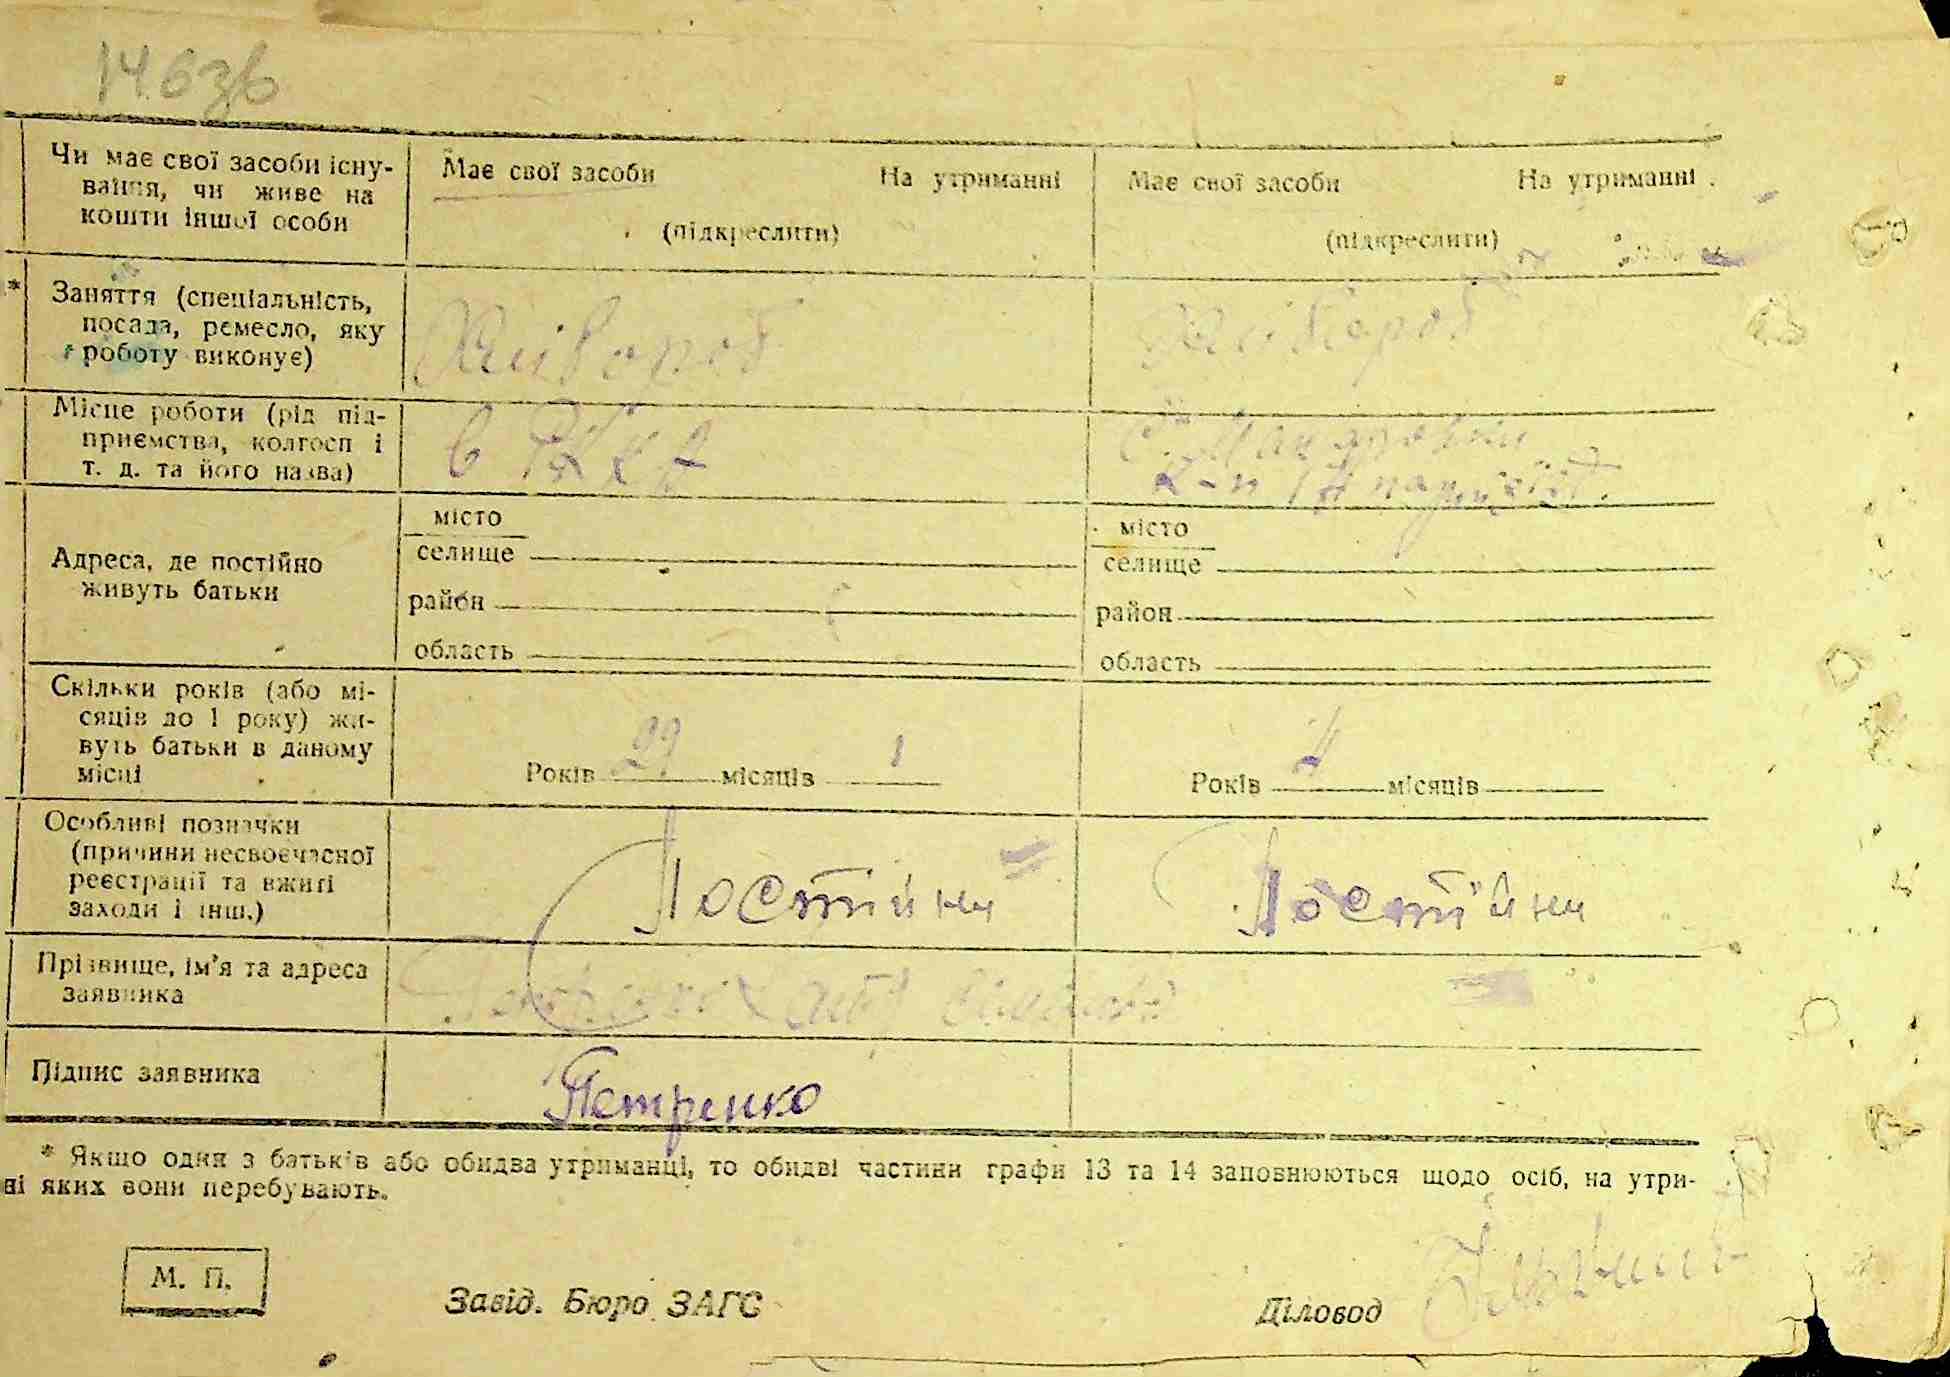 146зв
Чи має свої засоби існу-
вання, чи живе на
кошти іншої особи
Має свої засоби На утриманні
(підкреслити)
Має свої засоби На утриманні
(підкреслити)
* Заняття (спеціальність,
посада, ремесло, яку
роботу виконує)
Хлібороб
Хлібороб
Місце роботи (рід під-
приємства, колгосп і
т. д. та його назва)
в РККА
Адреса, де постійно
живуть батьки
місто
селище
район
область
місто
селище
район
область
Скільки років (або мі-
сяців до 1 року) жи-
вуть батьки в даному
місці
Років 29 місяців 1
Років 4 місяців
Особливі позначки
(причини несвоєчасної
реєстрації та вжиті
заходи і інш.)
Постійни
Постійни
Прізвище, ім'я та адреса
заявника
Підпис заявника
Петренко
* Якщо один з батьків або обидва утриманці, то обидві частини графи 13 та 14 заповнюються щодо осіб, на утри-
ні яких вони перебувають.
М. П.
Завід. Бюро ЗАГС
Діловод